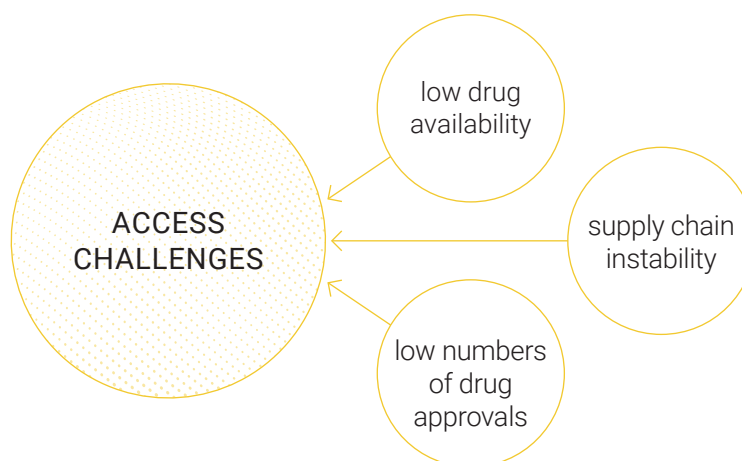 low drug
availability
ACCESS
CHALLENGES
supply chain
instability
low numbers
of drug
approvals